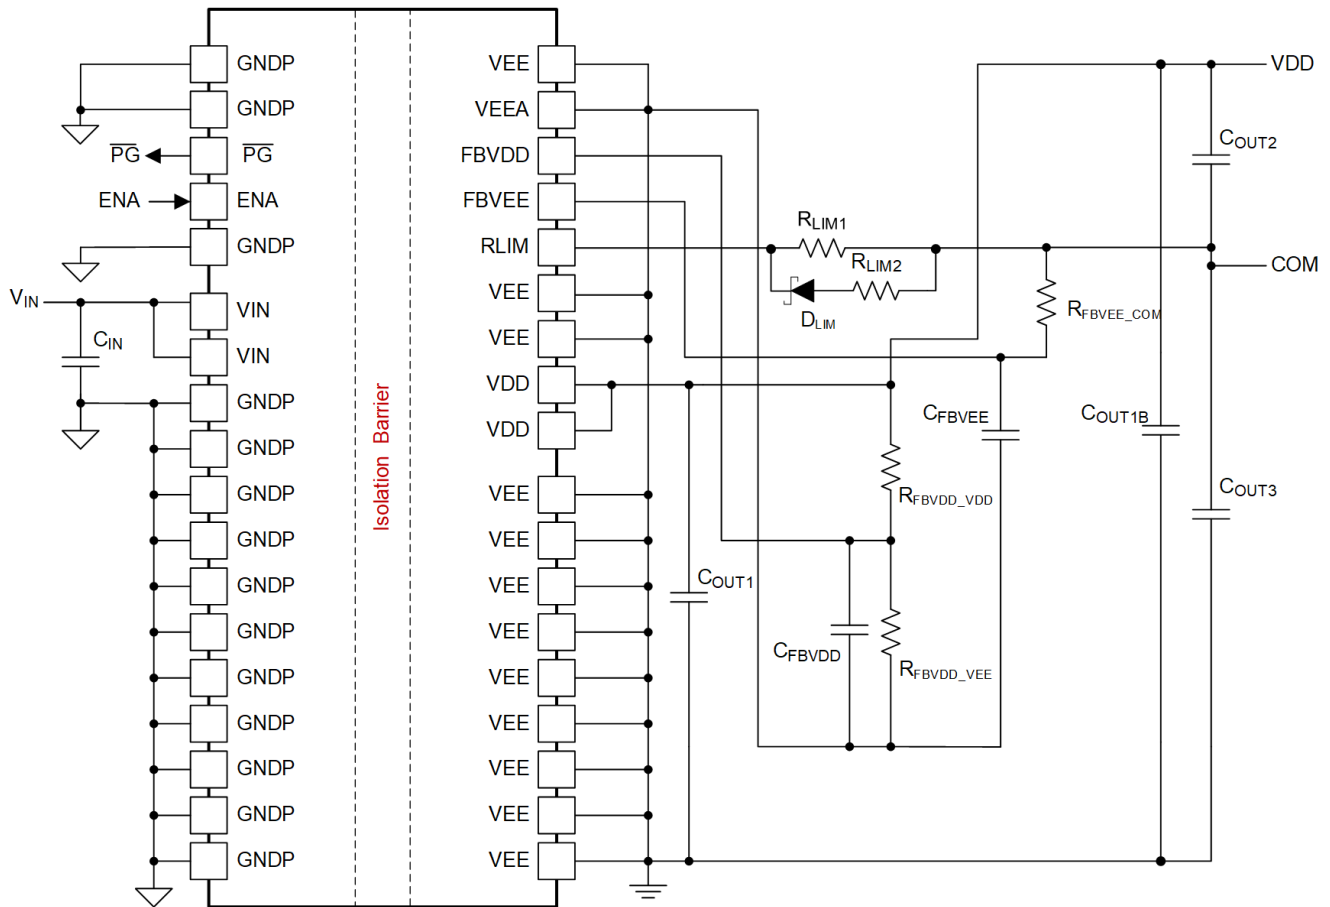 GNDP
GNDP
P̅G̅
P̅G̅
ENA
ENA
GNDP
VIN
VIN
CIN
VIN
GNDP
GNDP
GNDP
GNDP
GNDP
GNDP
GNDP
GNDP
GNDP
GNDP
GNDP
Isolation Barrier
VEE
VEEA
FBVDD
FBVEE
RLIM
VEE
VEE
VDD
VDD
VEE
VEE
VEE
VEE
VEE
VEE
VEE
VEE
VEE
RLIM1
RLIM2
DLIM
RFBVEE_COM
CFBVEE
RFBVDD_VDD
COUT1
CFBVDD
RFBVDD_VEE
COUT1B
VDD
COUT2
COM
COUT3